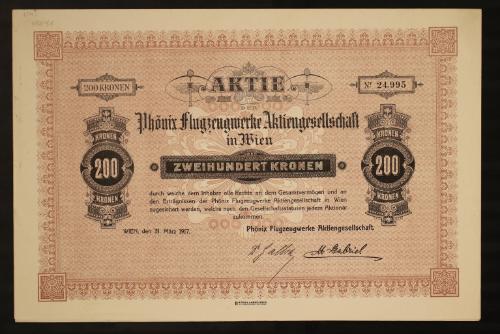 AKTIE
200 KRONEN
Nº 24.995
DER
Phönix Flugzeugwerke Aktiengesellschaft
in Wien
KRONEN
200
KRONEN
ZWEIHUNDERT KRONEN
KRONEN
200
KRONEN
durch welche dem Inhaber alle Rechte an dem Gesamtvermögen und an
den Erträgnissen der Phönix Flugzeugwerke Aktiengesellschaft in Wien
zugesichert werden, welche nach den Gesellschaftsstatuten jedem Aktionär
zukommen.
WIEN, den 31. März 1917.
Phönix Flugzeugwerke Aktiengesellschaft.